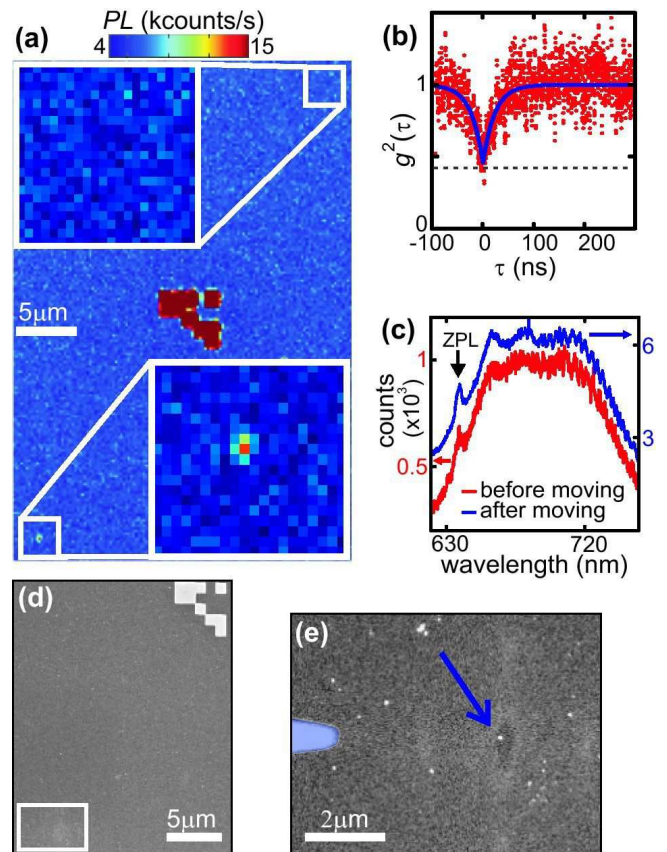 (a)
PL (kcounts/s)
4
15
5μm
(b)
g²(τ)
1
0
-100
0
100
200
τ (ns)
(c)
ZPL
counts
(x10³)
1
0.5
6
3
before moving
after moving
630
720
wavelength (nm)
(d)
5μm
(e)
2μm